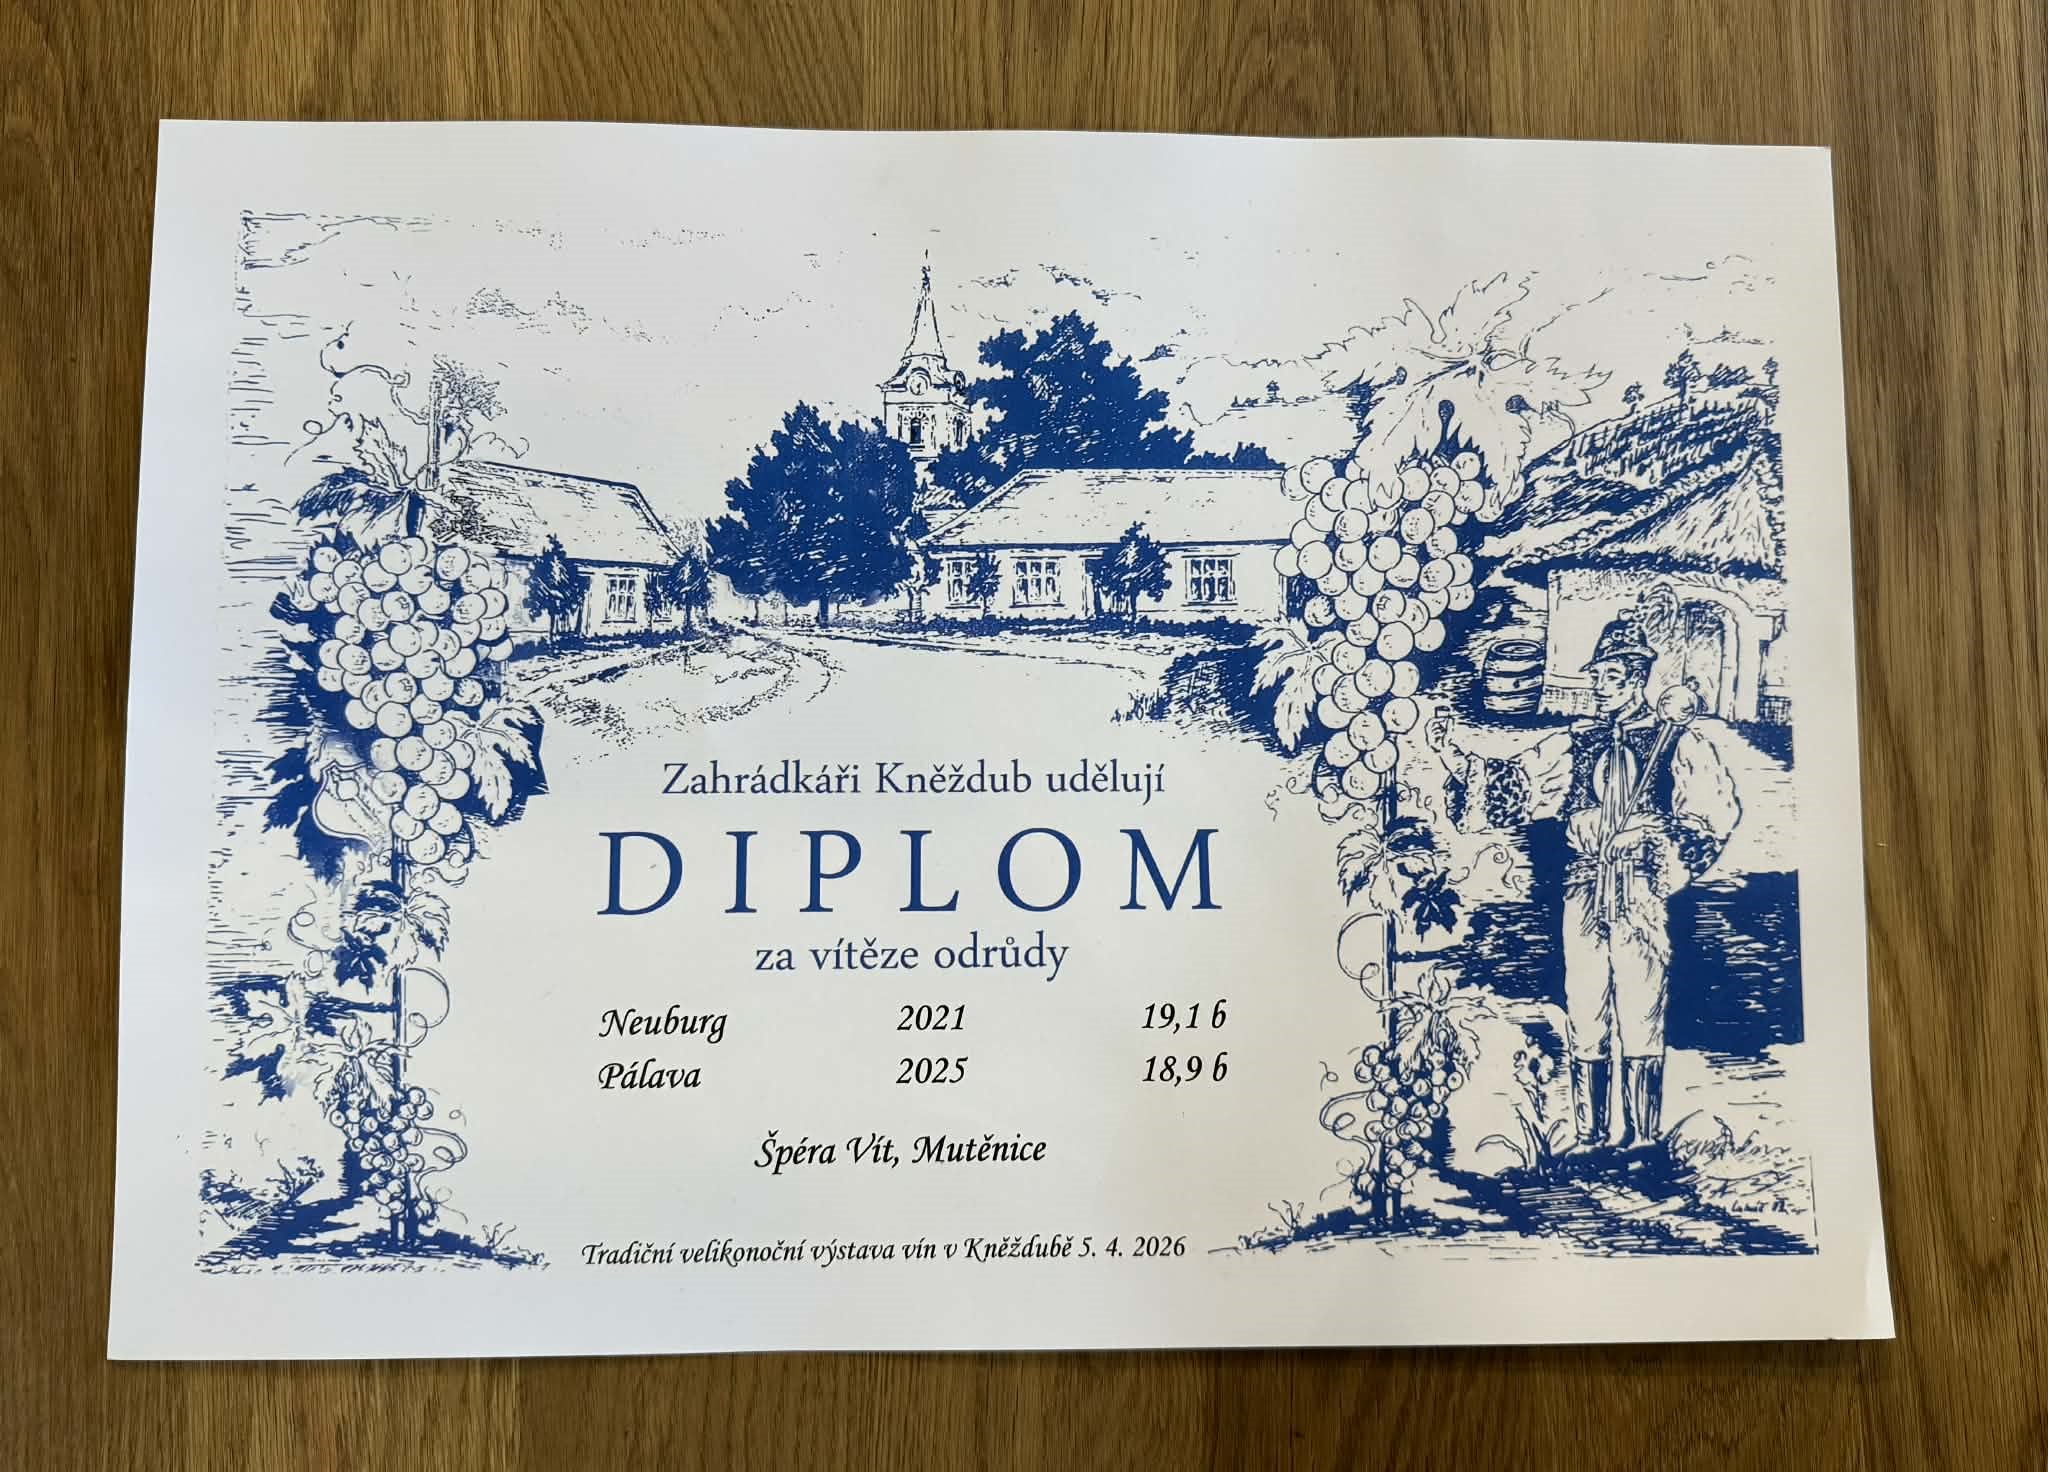 Zahrádkáři Kněždub udělují
DIPLOM
za vítěze odrůdy
Neuburg 2021 19,1 b
Pálava 2025 18,9 b
Špéra Vít, Mutěnice
Tradiční velikonoční výstava vín v Kněždubě 5. 4. 2026